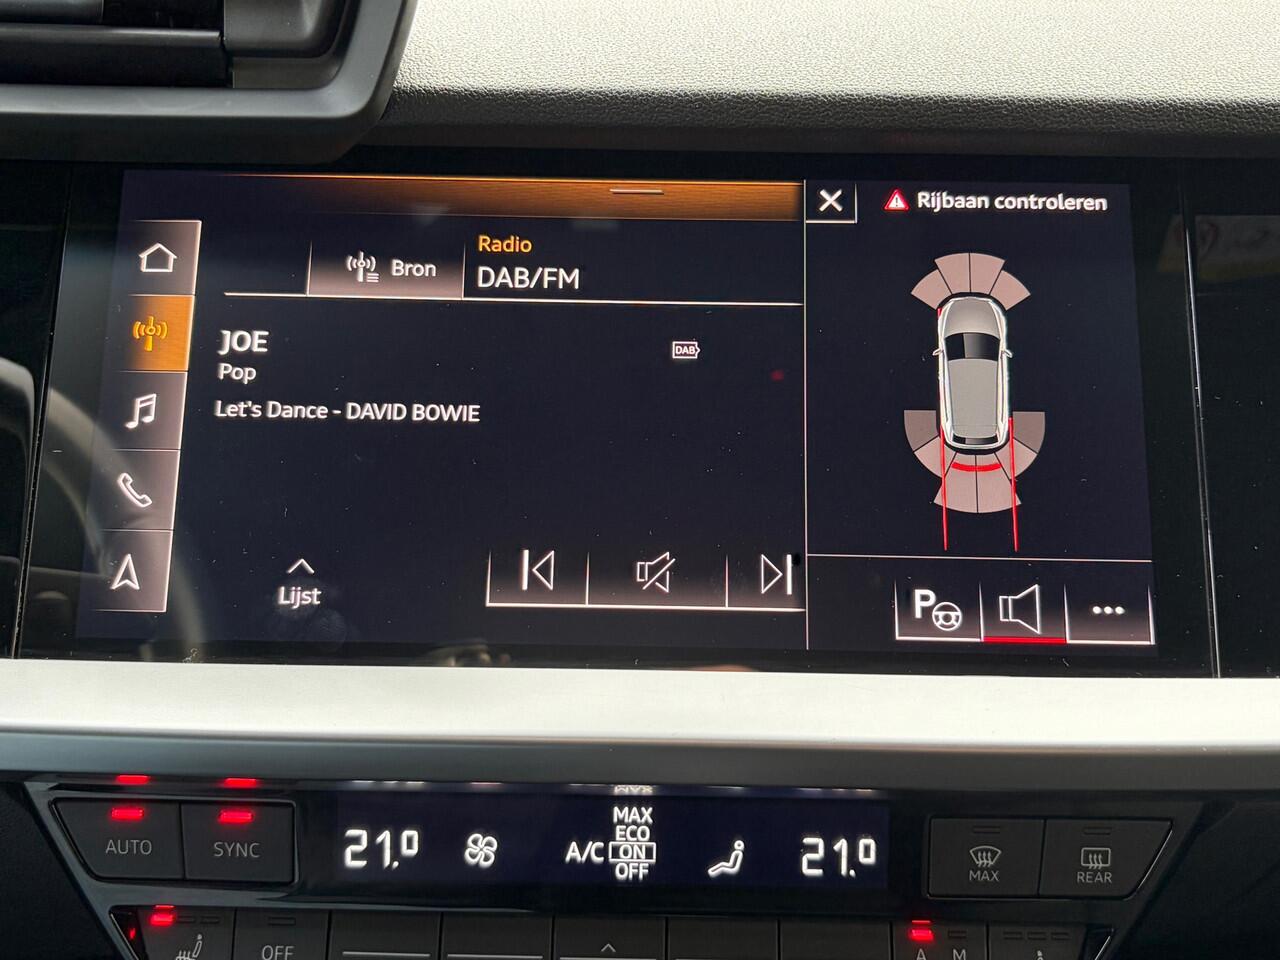 Rijbaan controleren
Radio
Bron
DAB/FM
JOE
DAB
Pop
Let's Dance - DAVID BOWIE
Lijst
P
AUTO
SYNC
21.0
A/C
MAX
ECO
ON
OFF
21.0
MAX
REAR
OFF
A
M